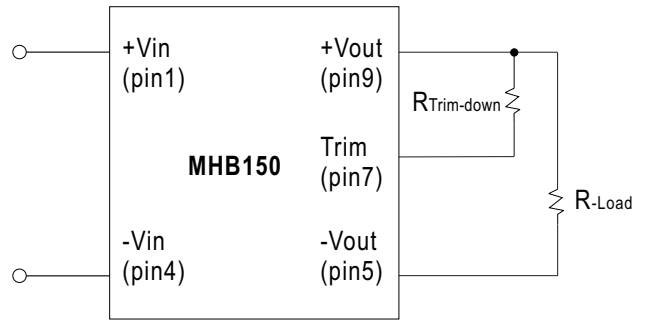 +Vin
(pin1)
+Vout
(pin9)
RTrim-down
Trim
(pin7)
MHB150
R-Load
-Vin
(pin4)
-Vout
(pin5)